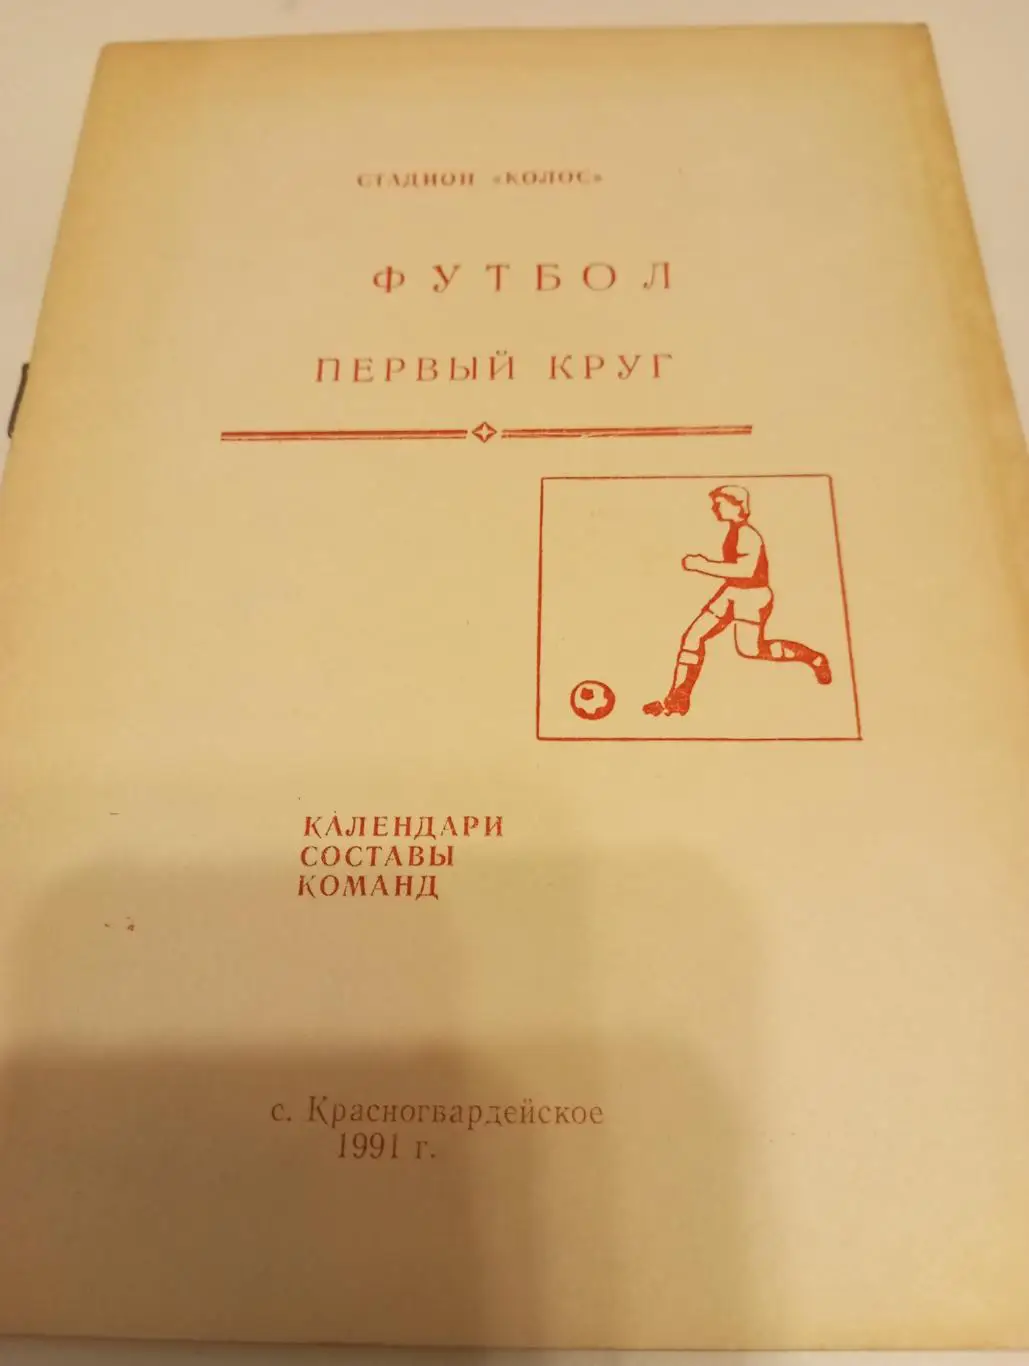 СТАДИОН «КОЛОС»
ФУТБОЛ
ПЕРВЫЙ КРУГ
КАЛЕНДАРИ
СОСТАВЫ
КОМАНД
с. Красногвардейское
1991 г.